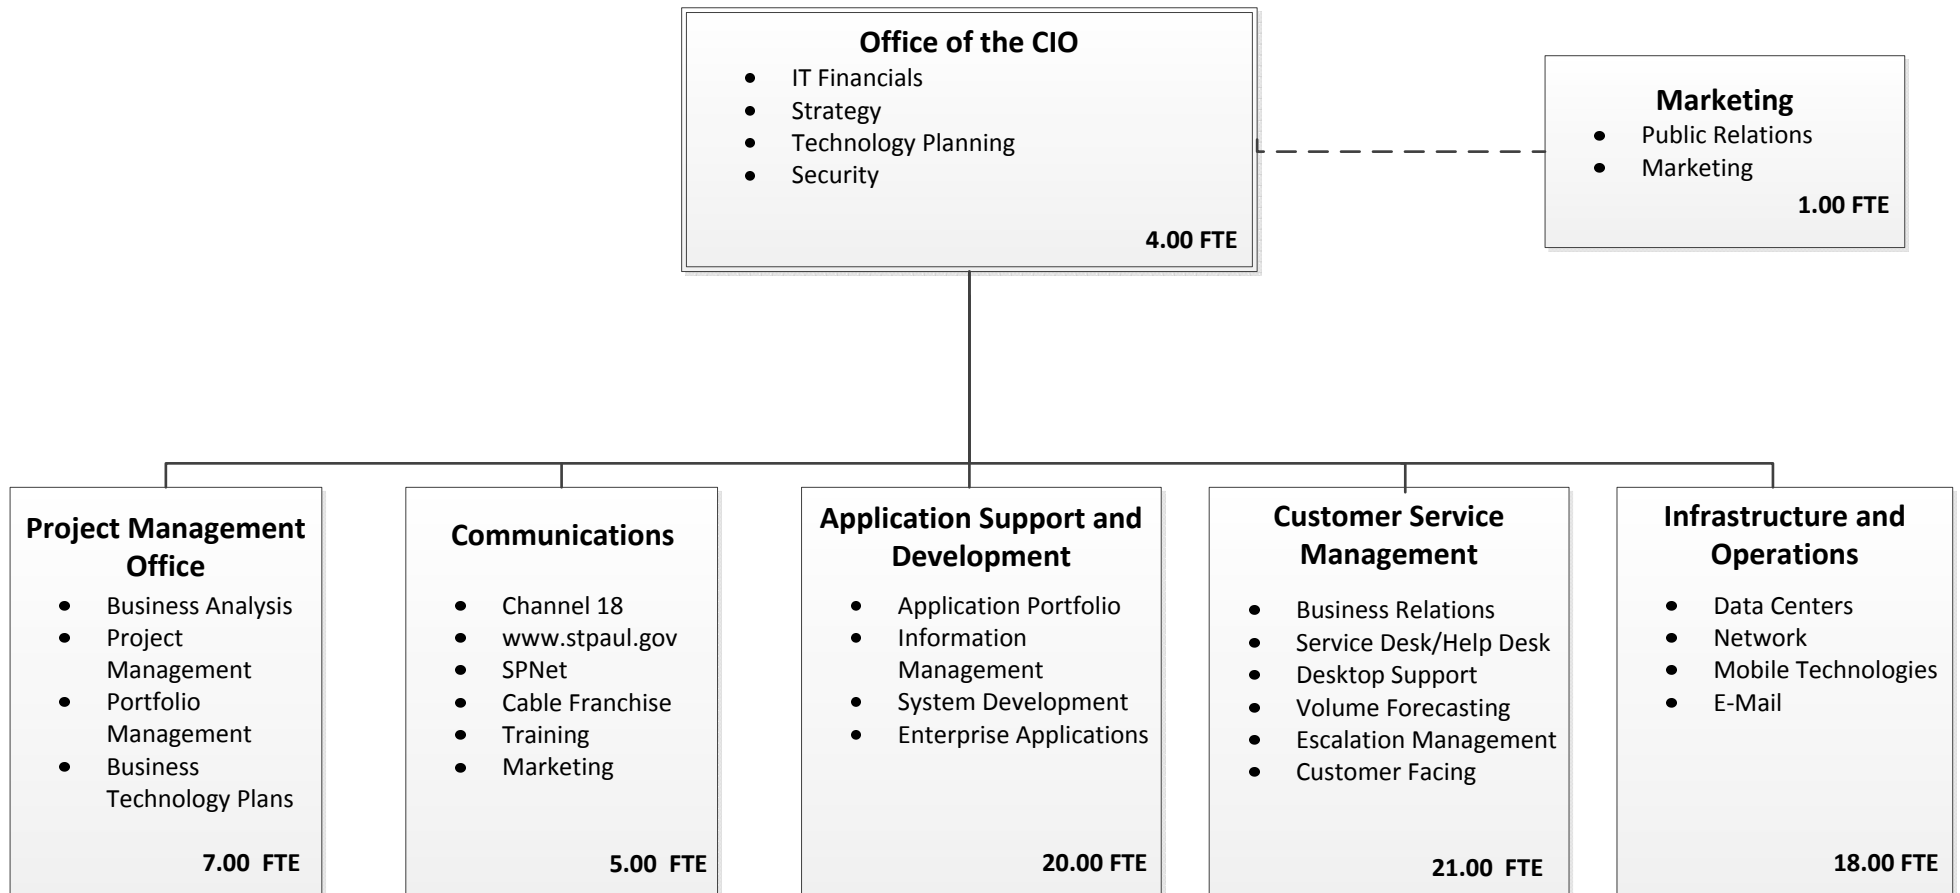 Office of the CIO
• IT Financials
• Strategy
• Technology Planning
• Security
4.00 FTE
Marketing
• Public Relations
• Marketing
1.00 FTE
Project Management
Office
• Business Analysis
• Project
Management
• Portfolio
Management
• Business
Technology Plans
7.00 FTE
Communications
• Channel 18
• www.stpaul.gov
• SPNet
• Cable Franchise
• Training
• Marketing
5.00 FTE
Application Support and
Development
• Application Portfolio
• Information
Management
• System Development
• Enterprise Applications
20.00 FTE
Customer Service
Management
• Business Relations
• Service Desk/Help Desk
• Desktop Support
• Volume Forecasting
• Escalation Management
• Customer Facing
21.00 FTE
Infrastructure and
Operations
• Data Centers
• Network
• Mobile Technologies
• E-Mail
18.00 FTE